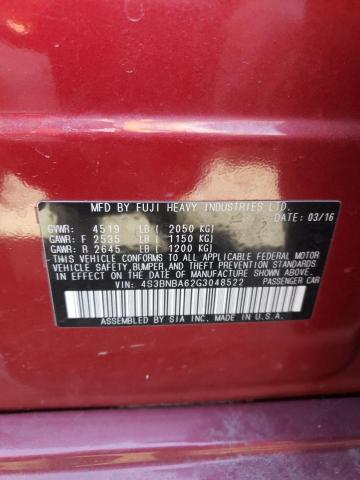 MFD BY FUJI HEAVY INDUSTRIES LTD.
DATE: 03/16
GVWR: 4519 LB ( 2050 KG)
GAWR: F 2535 LB ( 1150 KG)
GAWR: R 2645 LB ( 1200 KG)
THIS VEHICLE CONFORMS TO ALL APPLICABLE FEDERAL MOTOR
VEHICLE SAFETY, BUMPER, AND THEFT PREVENTION STANDARDS
IN EFFECT ON THE DATE OF MANUFACTURE SHOWN ABOVE.
VIN: 4S3BNBA62G3048522 PASSENGER CAR
ASSEMBLED BY SIA INC. MADE IN U.S.A.